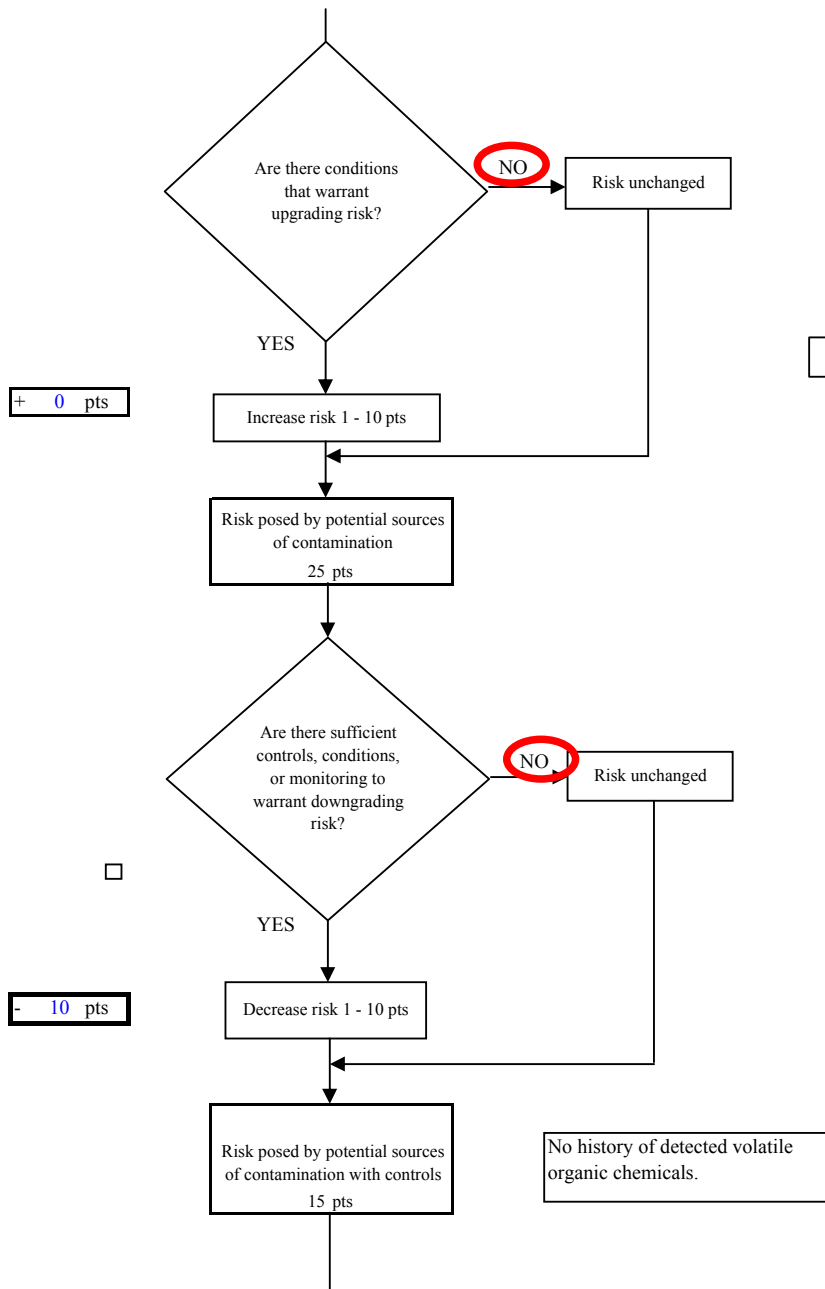 Are there conditions
that warrant
upgrading risk?
NO
Risk unchanged
YES
+ 0 pts
Increase risk 1 - 10 pts
Risk posed by potential sources
of contamination
25 pts
Are there sufficient
controls, conditions,
or monitoring to
warrant downgrading
risk?
NO
Risk unchanged
YES
- 10 pts
Decrease risk 1 - 10 pts
Risk posed by potential sources
of contamination with controls
15 pts
No history of detected volatile
organic chemicals.